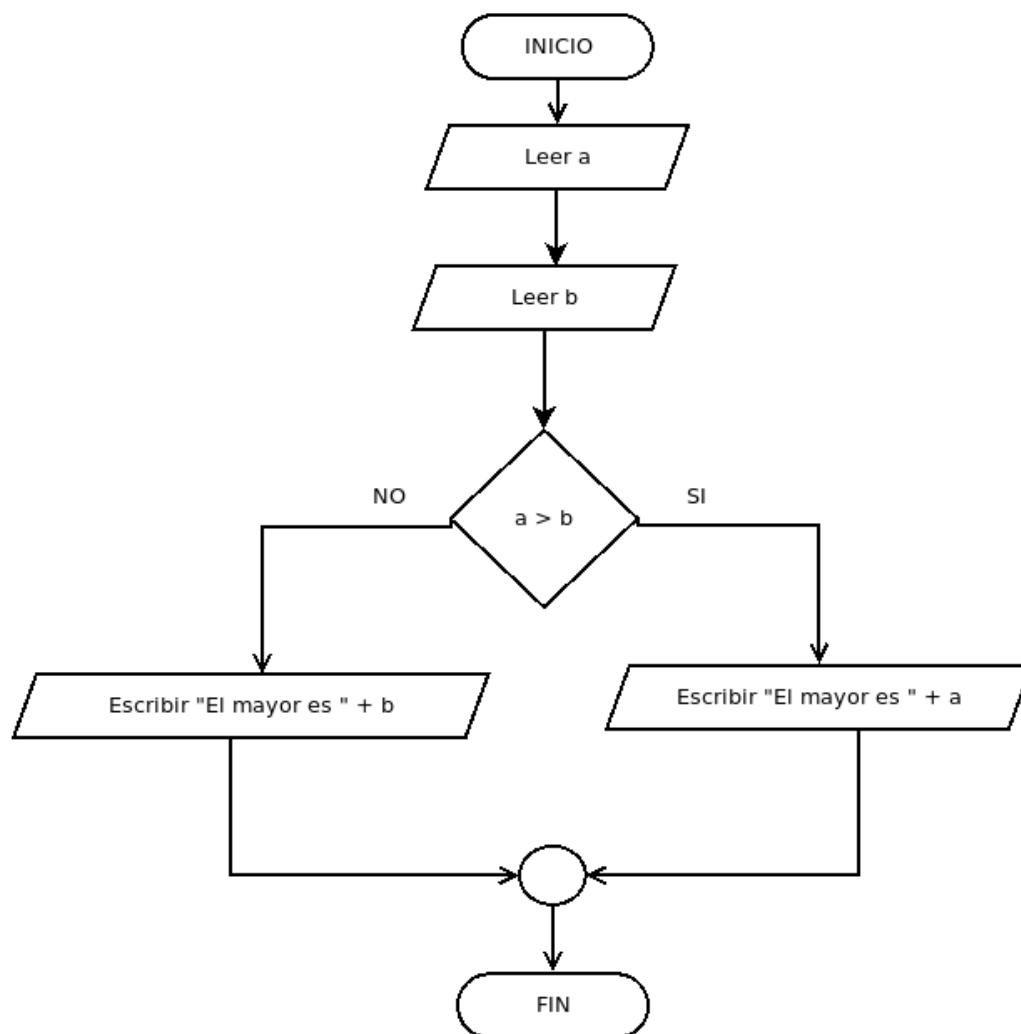 INICIO
Leer a
Leer b
NO
SI
a > b
Escribir "El mayor es " + b
Escribir "El mayor es " + a
FIN